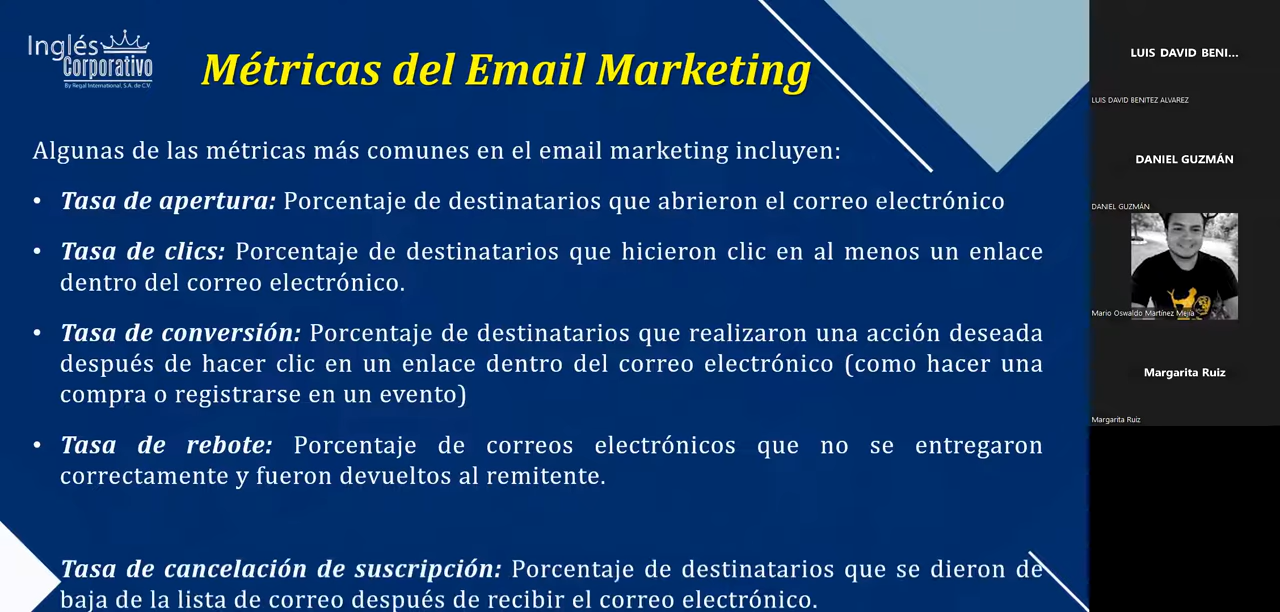 Inglés
Corporativo
By Regal International, S.A. de C.V.
Métricas del Email Marketing
Algunas de las métricas más comunes en el email marketing incluyen:
• Tasa de apertura: Porcentaje de destinatarios que abrieron el correo electrónico
• Tasa de clics: Porcentaje de destinatarios que hicieron clic en al menos un enlace
dentro del correo electrónico.
• Tasa de conversión: Porcentaje de destinatarios que realizaron una acción deseada
después de hacer clic en un enlace dentro del correo electrónico (como hacer una
compra o registrarse en un evento)
• Tasa de rebote: Porcentaje de correos electrónicos que no se entregaron
correctamente y fueron devueltos al remitente.
Tasa de cancelación de suscripción: Porcentaje de destinatarios que se dieron de
baja de la lista de correo después de recibir el correo electrónico.
LUIS DAVID BENI...
LUIS DAVID BENITEZ ALVAREZ
DANIEL GUZMÁN
DANIEL GUZMÁN
Mario Oswaldo Martínez Mejía
Margarita Ruiz
Margarita Ruiz